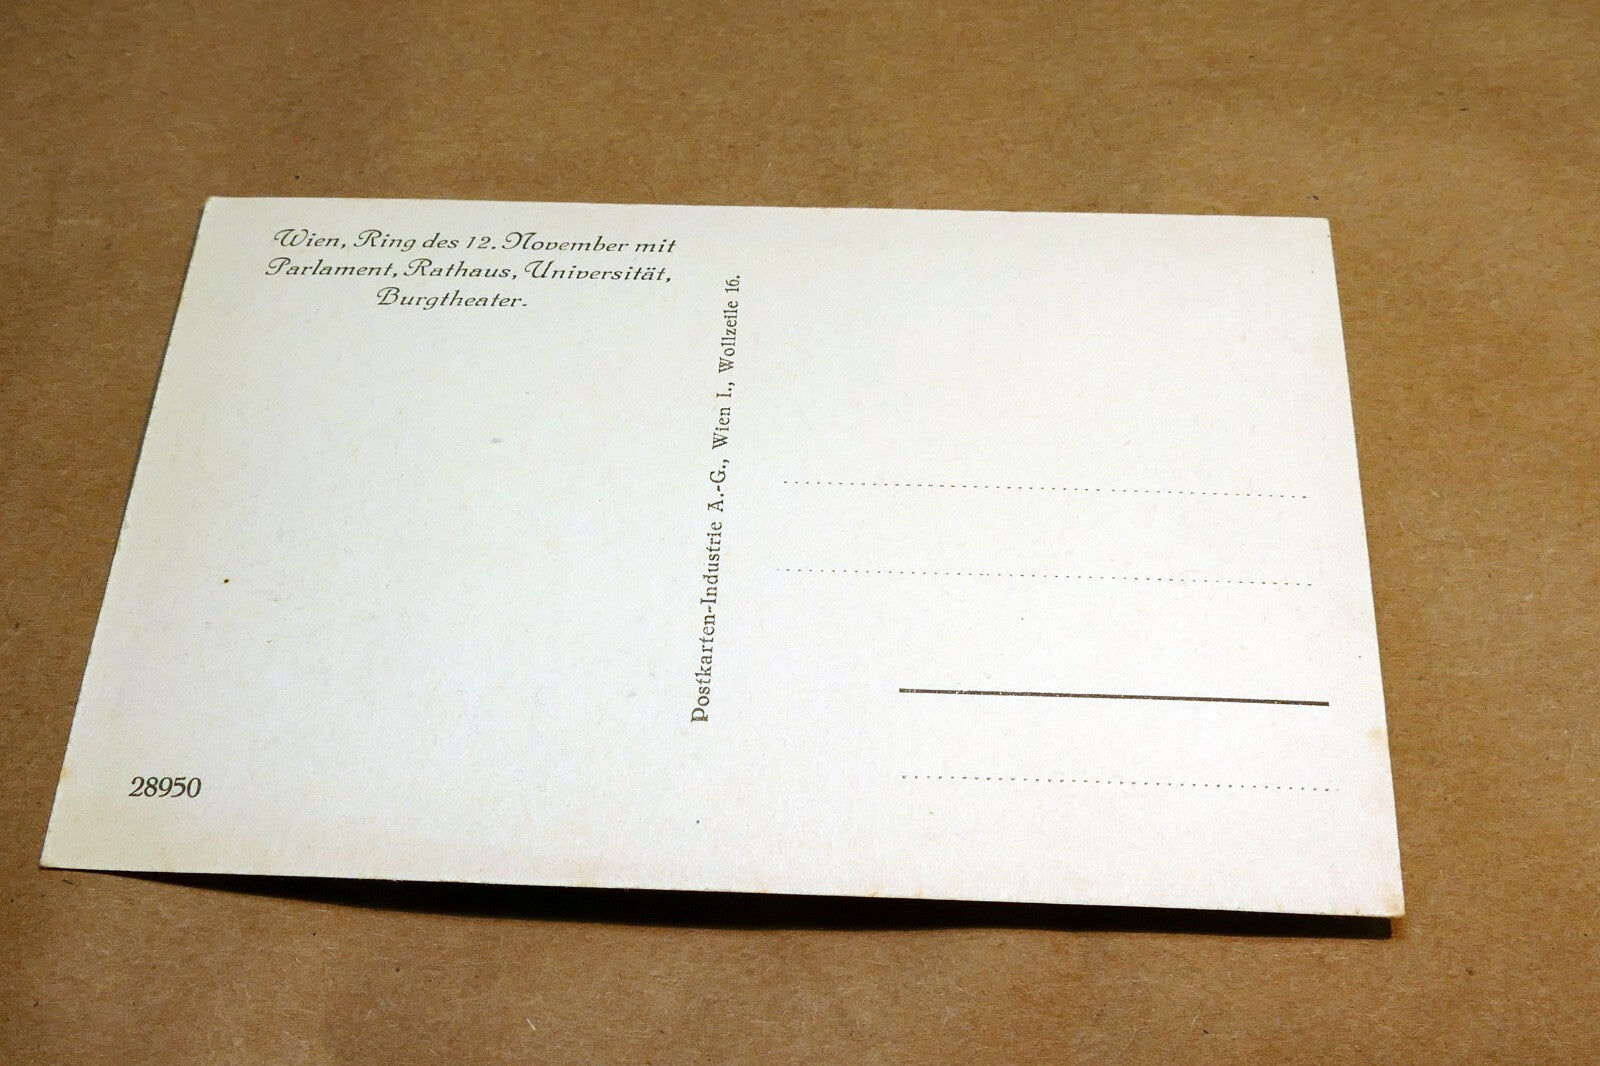 Wien, Ring des 12. November mit
Parlament, Rathaus, Universität,
Burgtheater.
Postkarten-Industrie A.-G., Wien I., Wollzeile 16.
28950